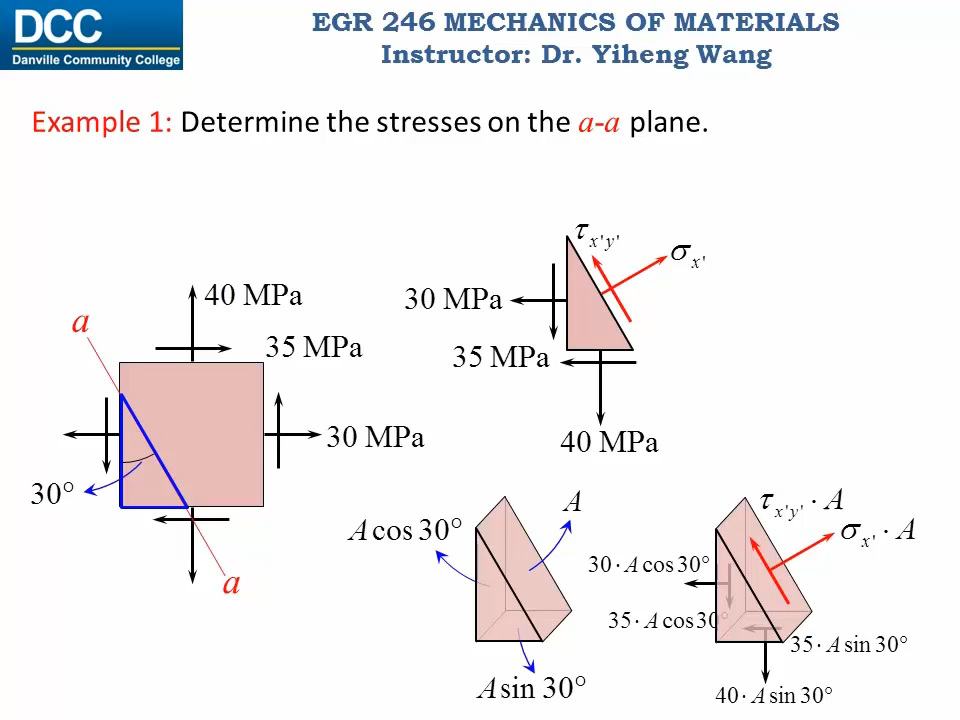 DCC
Danville Community College
EGR 246 MECHANICS OF MATERIALS
Instructor: Dr. Yiheng Wang
Example 1: Determine the stresses on the a-a plane.
40 MPa
a
35 MPa
30 MPa
30°
a
τx'y'
σx'
30 MPa
35 MPa
40 MPa
A
A cos 30°
A sin 30°
τx'y' · A
σx' · A
30 · A cos 30°
35 · A cos 30°
35 · A sin 30°
40 · A sin 30°